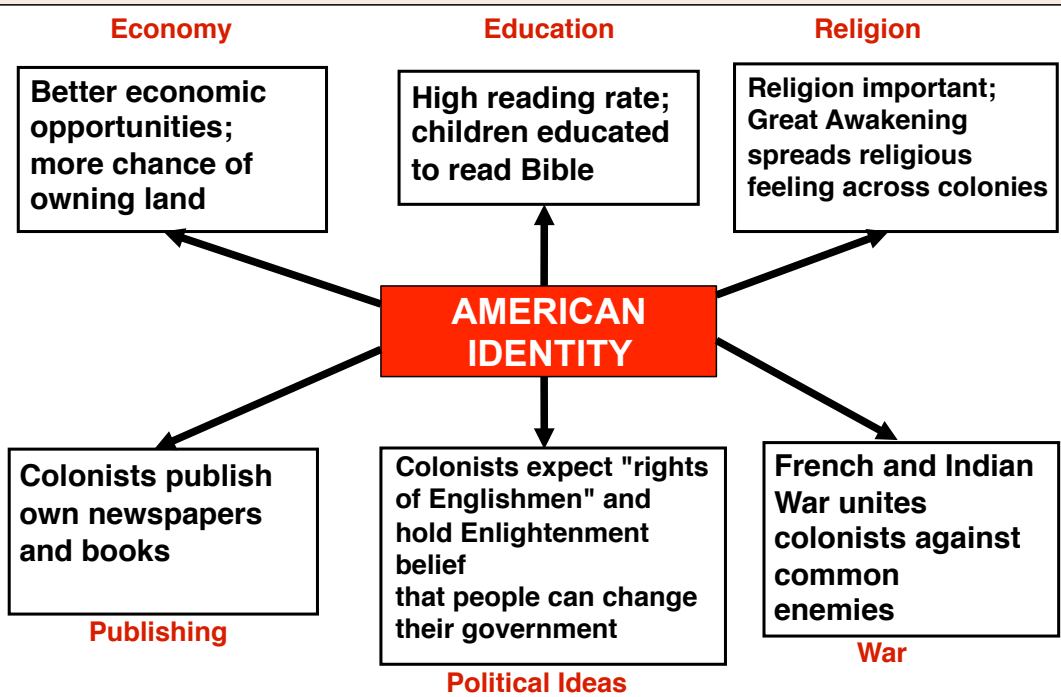 Economy
Education
Religion
Better economic
opportunities;
more chance of
owning land
High reading rate;
children educated
to read Bible
Religion important;
Great Awakening
spreads religious
feeling across colonies
AMERICAN
IDENTITY
Colonists publish
own newspapers
and books
Publishing
Colonists expect "rights
of Englishmen" and
hold Enlightenment
belief
that people can change
their government
Political Ideas
French and Indian
War unites
colonists against
common
enemies
War